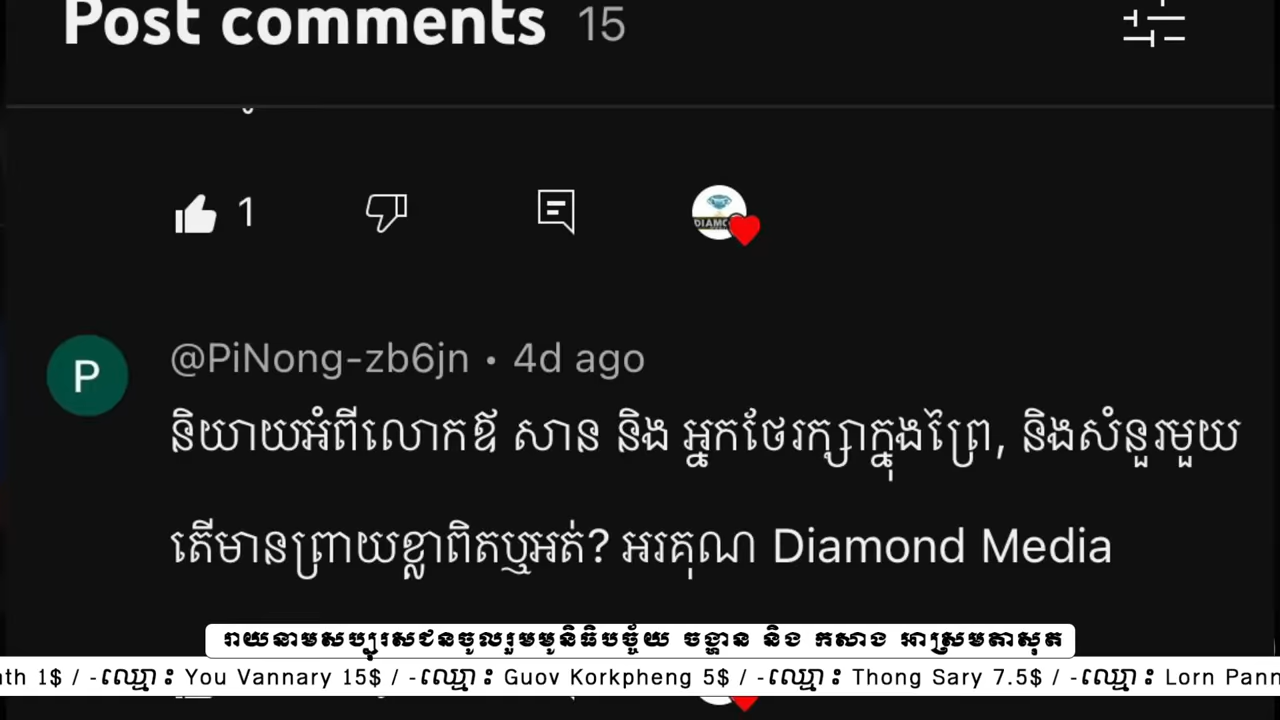 Post comments 15
1
DIAMO
P
@PiNong-zb6jn • 4d ago
និយាយអំពីលោកឪ សាន និង អ្នកថែរក្សាក្នុងព្រៃ, និងសំនួរមួយ
តើមានព្រាយខ្លាពិតឬអត់? អរគុណ Diamond Media
រាយនាមសប្បុរសជនចូលរួមមូនិធិបច្ច័យ ចង្ហាន និង កសាង អាស្រមតាសុត
ath 1$ / -ឈ្មោះ You Vannary 15$ / -ឈ្មោះ Guov Korkpheng 5$ / -ឈ្មោះ Thong Sary 7.5$ / -ឈ្មោះ Lorn Pann